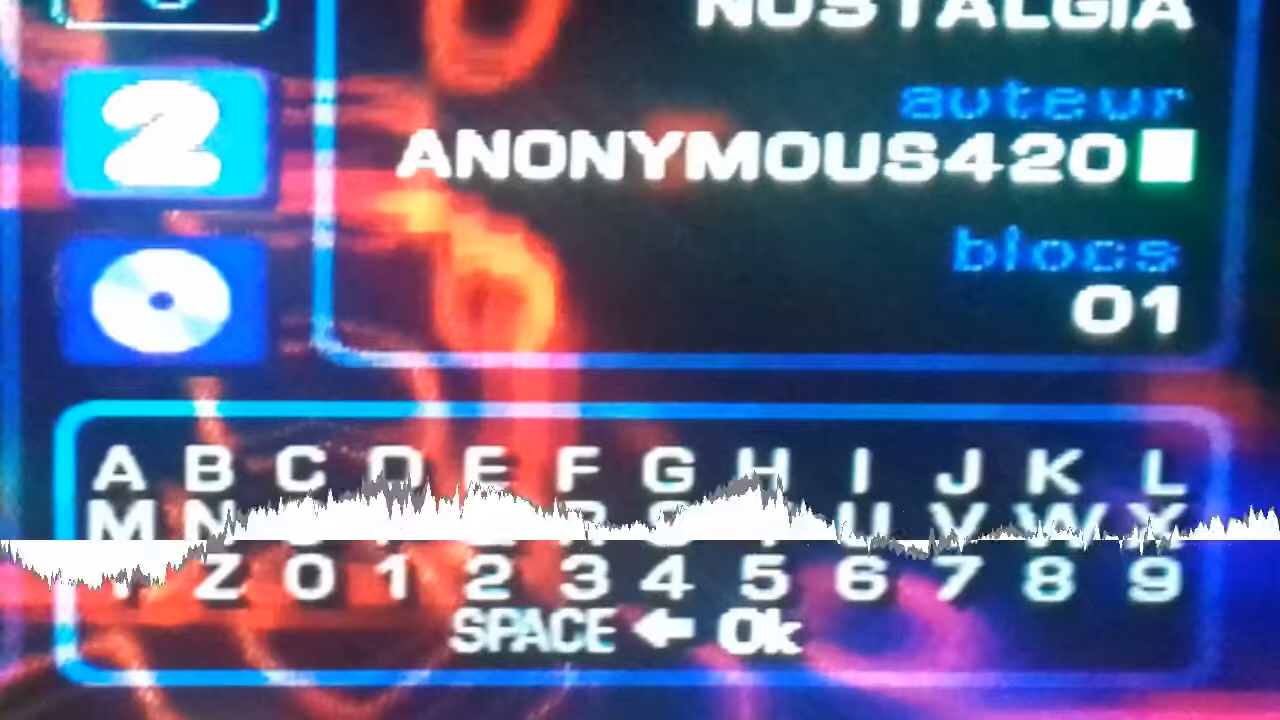 NOSTALGIA
auteur
2
ANONYMOUS420
blocs
01
A B C D E F G H I J K L
M N U V W X
Z 0 1 2 3 4 5 6 7 8 9
SPACE ← Ok